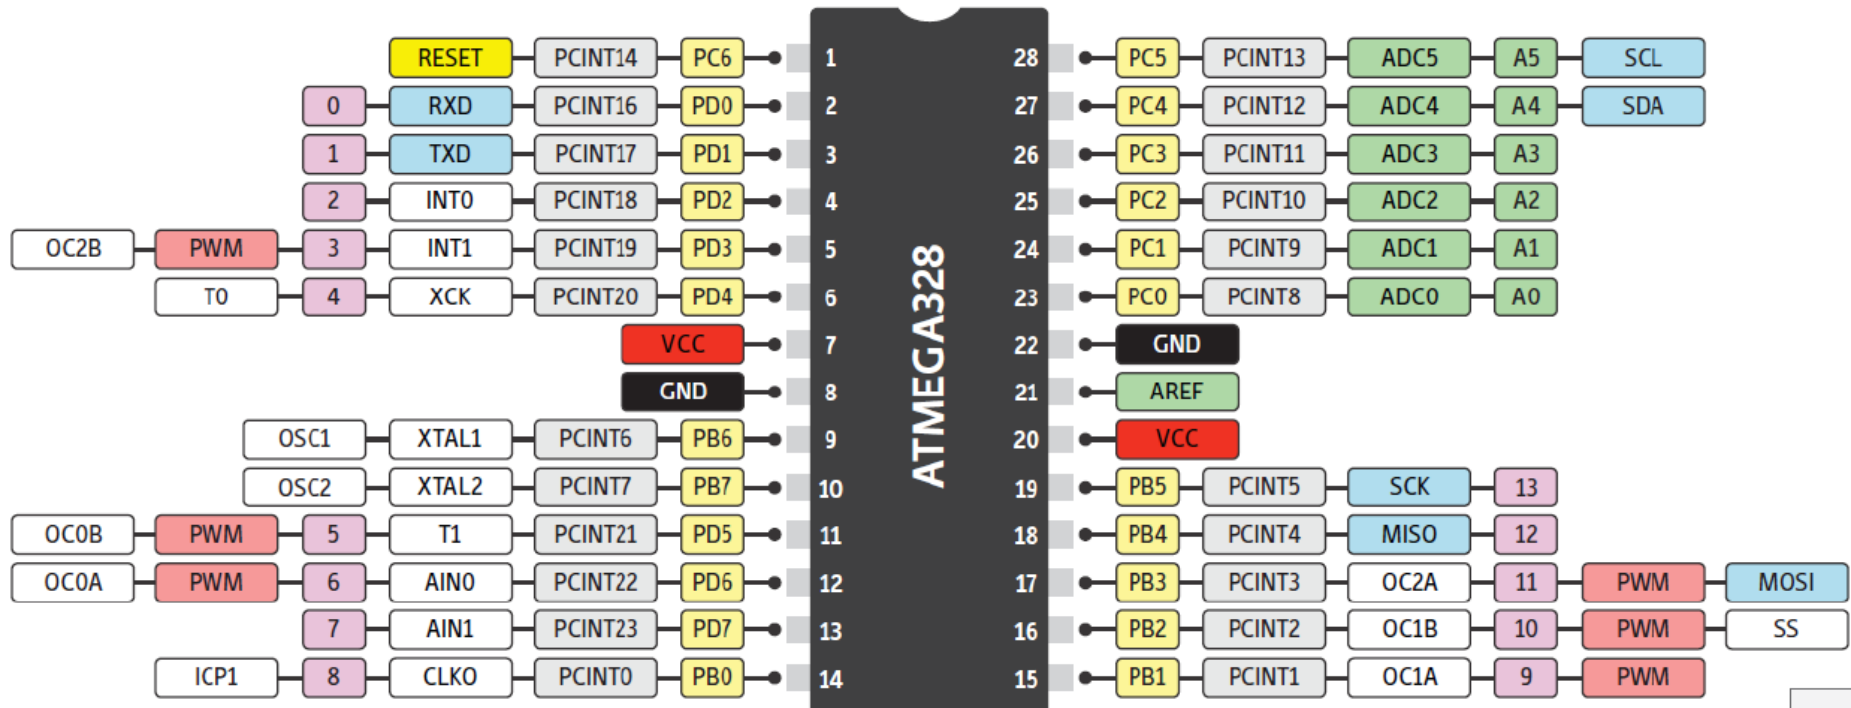 RESET PCINT14 PC6 1 28 PC5 PCINT13 ADC5 A5 SCL
0 RXD PCINT16 PD0 2 27 PC4 PCINT12 ADC4 A4 SDA
1 TXD PCINT17 PD1 3 26 PC3 PCINT11 ADC3 A3
2 INT0 PCINT18 PD2 4 25 PC2 PCINT10 ADC2 A2
OC2B PWM 3 INT1 PCINT19 PD3 5 24 PC1 PCINT9 ADC1 A1
T0 4 XCK PCINT20 PD4 6 23 PC0 PCINT8 ADC0 A0
VCC 7 22 GND
GND 8 21 AREF
OSC1 XTAL1 PCINT6 PB6 9 20 VCC
OSC2 XTAL2 PCINT7 PB7 10 19 PB5 PCINT5 SCK 13
OC0B PWM 5 T1 PCINT21 PD5 11 18 PB4 PCINT4 MISO 12
OC0A PWM 6 AIN0 PCINT22 PD6 12 17 PB3 PCINT3 OC2A 11 PWM MOSI
7 AIN1 PCINT23 PD7 13 16 PB2 PCINT2 OC1B 10 PWM SS
ICP1 8 CLKO PCINT0 PB0 14 15 PB1 PCINT1 OC1A 9 PWM
ATMEGA328